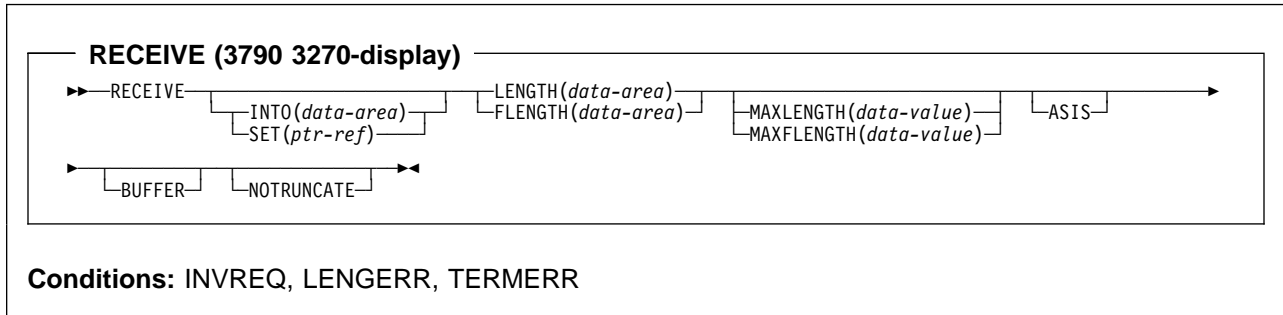 RECEIVE (3790 3270-display)
►►──RECEIVE──┬───────────────────┬──┬─LENGTH(data-area)──┬──┬────────────────────────┬──┬──────┬──►
INTO(data-area) FLENGTH(data-area) MAXLENGTH(data-value) ASIS
SET(ptr-ref) MAXFLENGTH(data-value)
►──┬────────┬──┬────────────┬──►◄
BUFFER NOTRUNCATE
Conditions: INVREQ, LENGERR, TERMERR